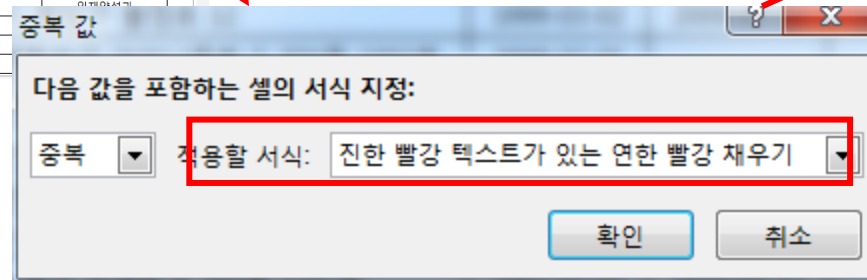 중복 값
다음 값을 포함하는 셀의 서식 지정:
중복 적용할 서식: 진한 빨강 텍스트가 있는 연한 빨강 채우기
확인 취소